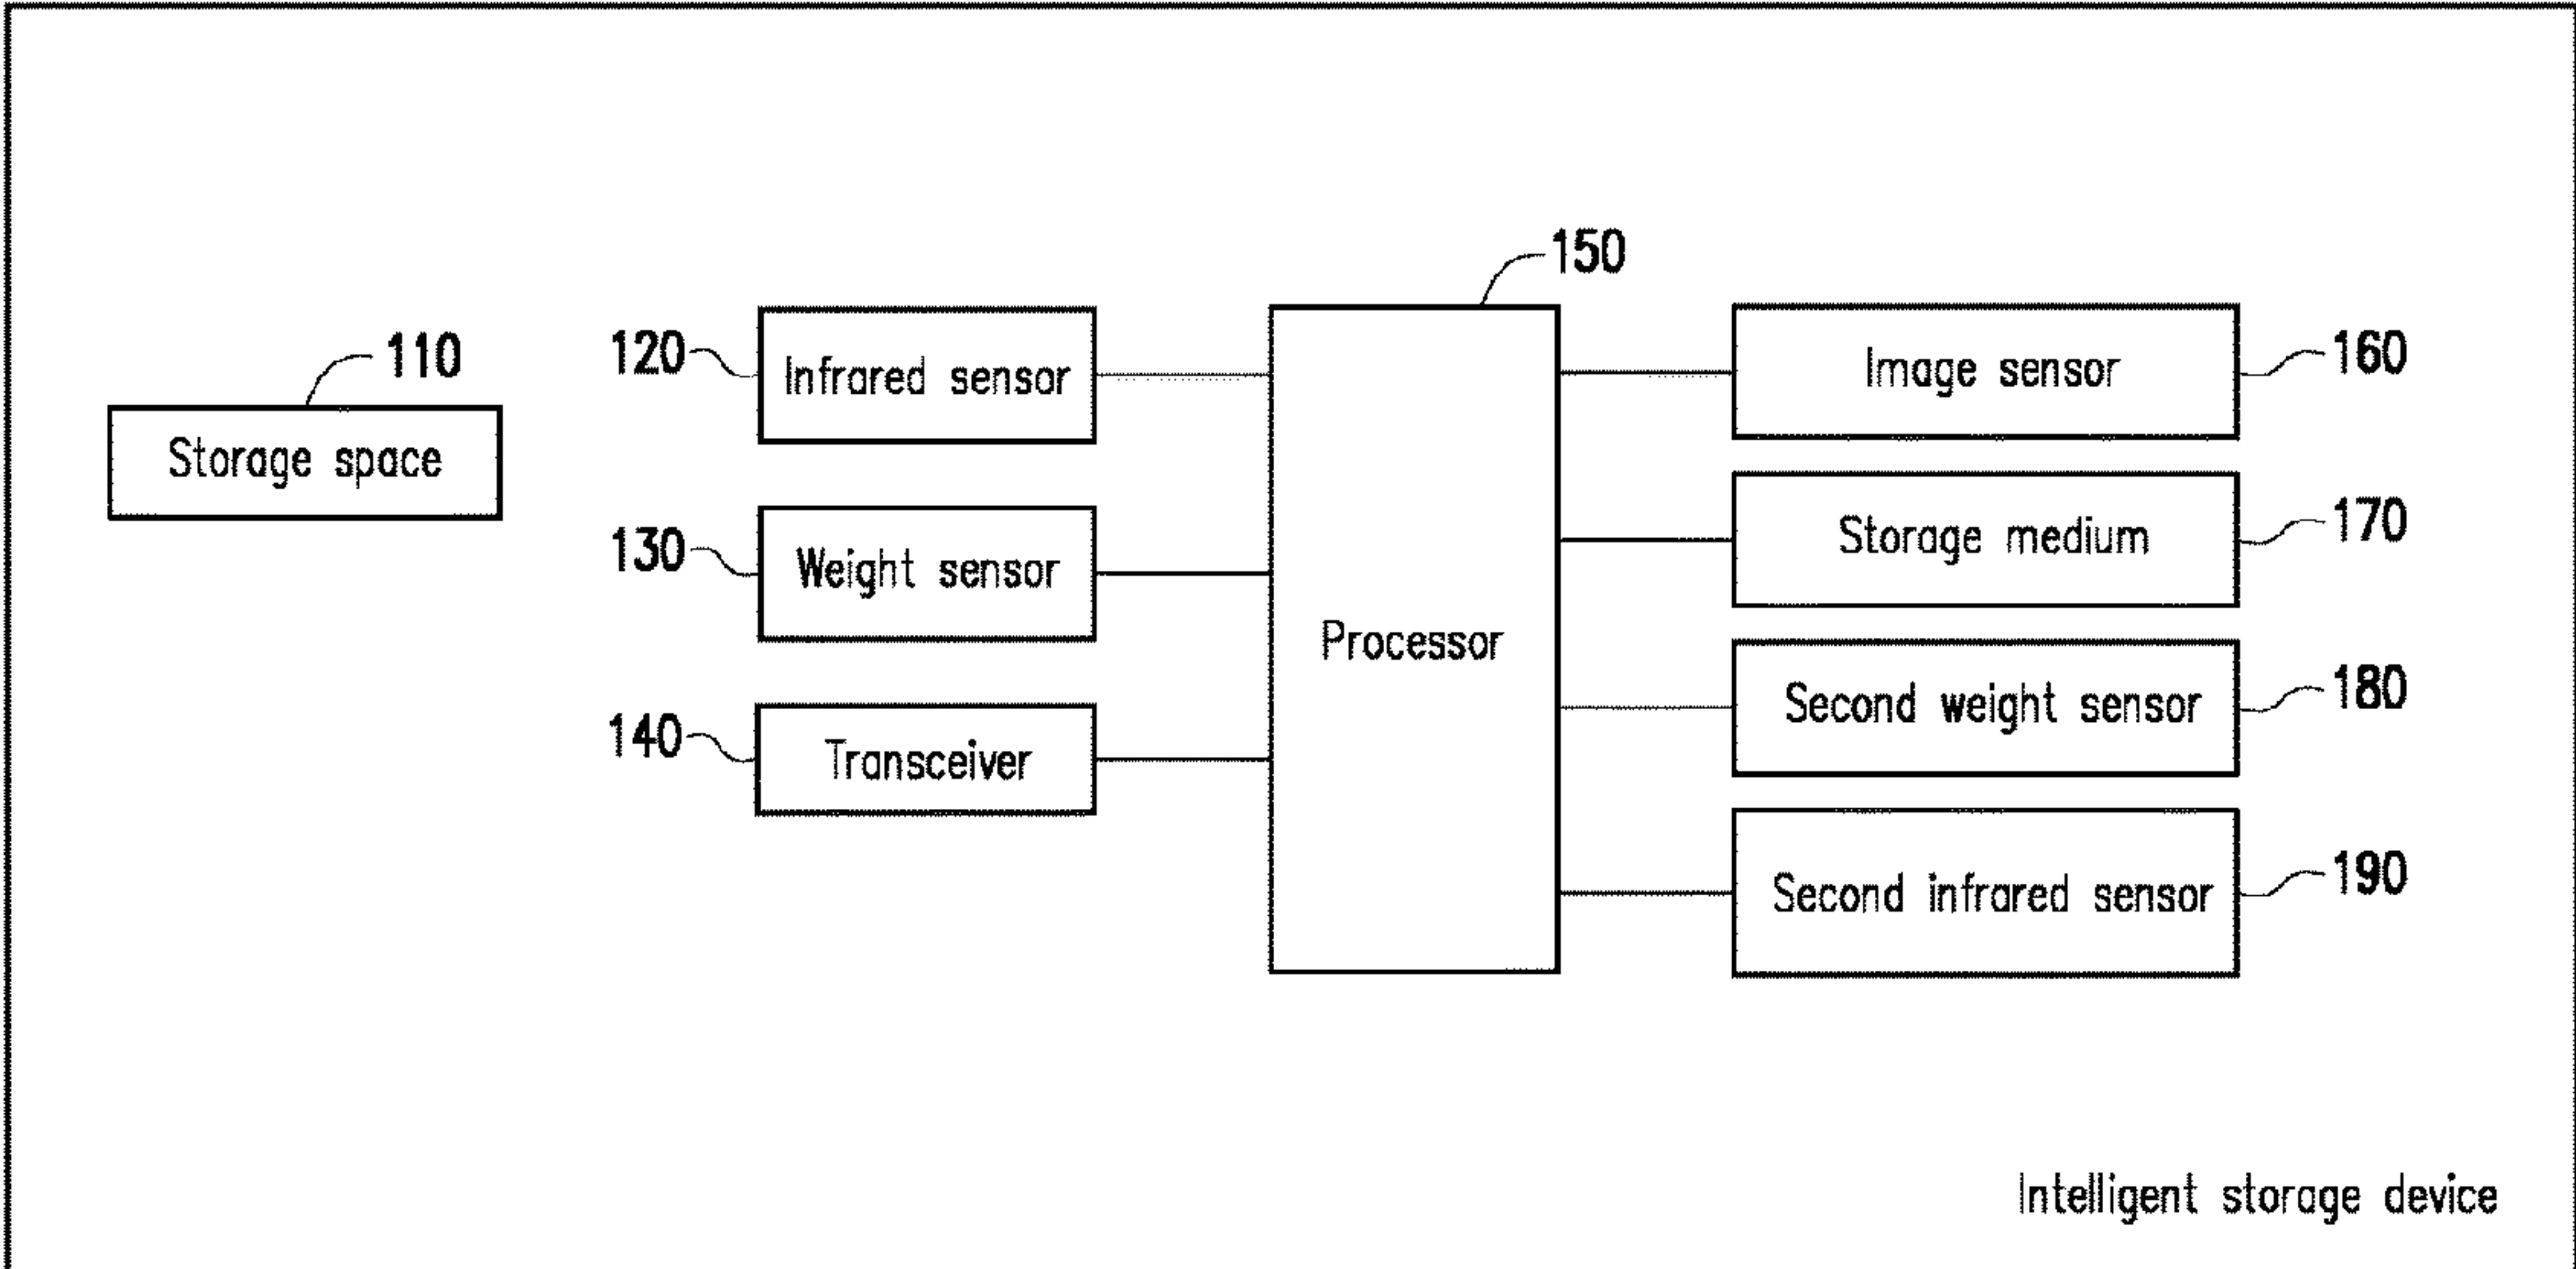 150
110
120
Infrared sensor
Image sensor
160
Storage space
130
Weight sensor
Storage medium
170
Processor
140
Transceiver
Second weight sensor
180
Second infrared sensor
190
Intelligent storage device